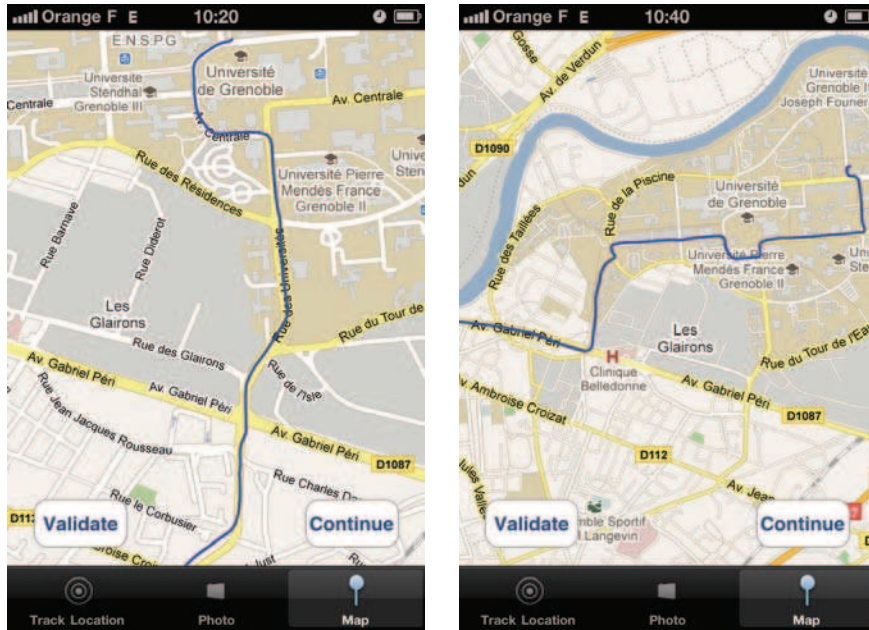 Orange F E 10:20
E.N.S.P.G
Université
Stendhal
Grenoble III
Université
de Grenoble
Centrale
Av. Centrale
Av. Centrale
Rue des Résidences
Université Pierre
Mendès France
Grenoble II
Rue Barnave
Rue Diderot
Rue des Universités
Les
Glairons
Rue du Tour de
Rue des Glairons
Rue de l'Isle
Av. Gabriel Péri
Av. Gabriel Péri
Av. Gabriel Péri
Rue Jean Jacques Rousseau
D1087
Rue Charles
Rue le Corbusier
Validate
Continue
Track Location
Photo
Map
Orange F E 10:40
Gosse
Av. de Verdun
Université
Grenoble
Joseph Fourier
D1090
Rue de la Piscine
Université
de Grenoble
Rue des Taillées
Université Pierre
Mendès France
Grenoble II
Av. Gabriel Péri
Les
Glairons
H
Clinique
Belledonne
Rue du Tour de l'Eau
Av. Gabriel Péri
Ambroise Croizat
D1087
D112
Av. Jean
Jules Valles
Sportif
Langevin
Validate
Continue
Track Location
Photo
Map